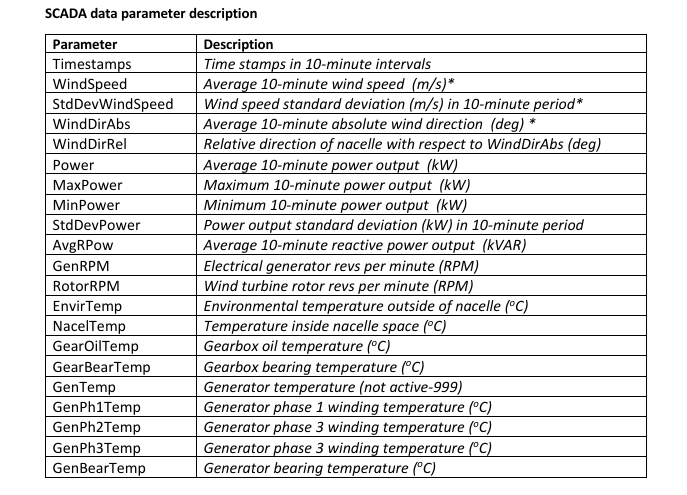 SCADA data parameter description
Parameter Description
Timestamps Time stamps in 10-minute intervals
WindSpeed Average 10-minute wind speed (m/s)*
StdDevWindSpeed Wind speed standard deviation (m/s) in 10-minute period*
WindDirAbs Average 10-minute absolute wind direction (deg) *
WindDirRel Relative direction of nacelle with respect to WindDirAbs (deg)
Power Average 10-minute power output (kW)
MaxPower Maximum 10-minute power output (kW)
MinPower Minimum 10-minute power output (kW)
StdDevPower Power output standard deviation (kW) in 10-minute period
AvgRPow Average 10-minute reactive power output (kVAR)
GenRPM Electrical generator revs per minute (RPM)
RotorRPM Wind turbine rotor revs per minute (RPM)
EnvirTemp Environmental temperature outside of nacelle (°C)
NacelTemp Temperature inside nacelle space (°C)
GearOilTemp Gearbox oil temperature (°C)
GearBearTemp Gearbox bearing temperature (°C)
GenTemp Generator temperature (not active-999)
GenPh1Temp Generator phase 1 winding temperature (°C)
GenPh2Temp Generator phase 3 winding temperature (°C)
GenPh3Temp Generator phase 3 winding temperature (°C)
GenBearTemp Generator bearing temperature (°C)